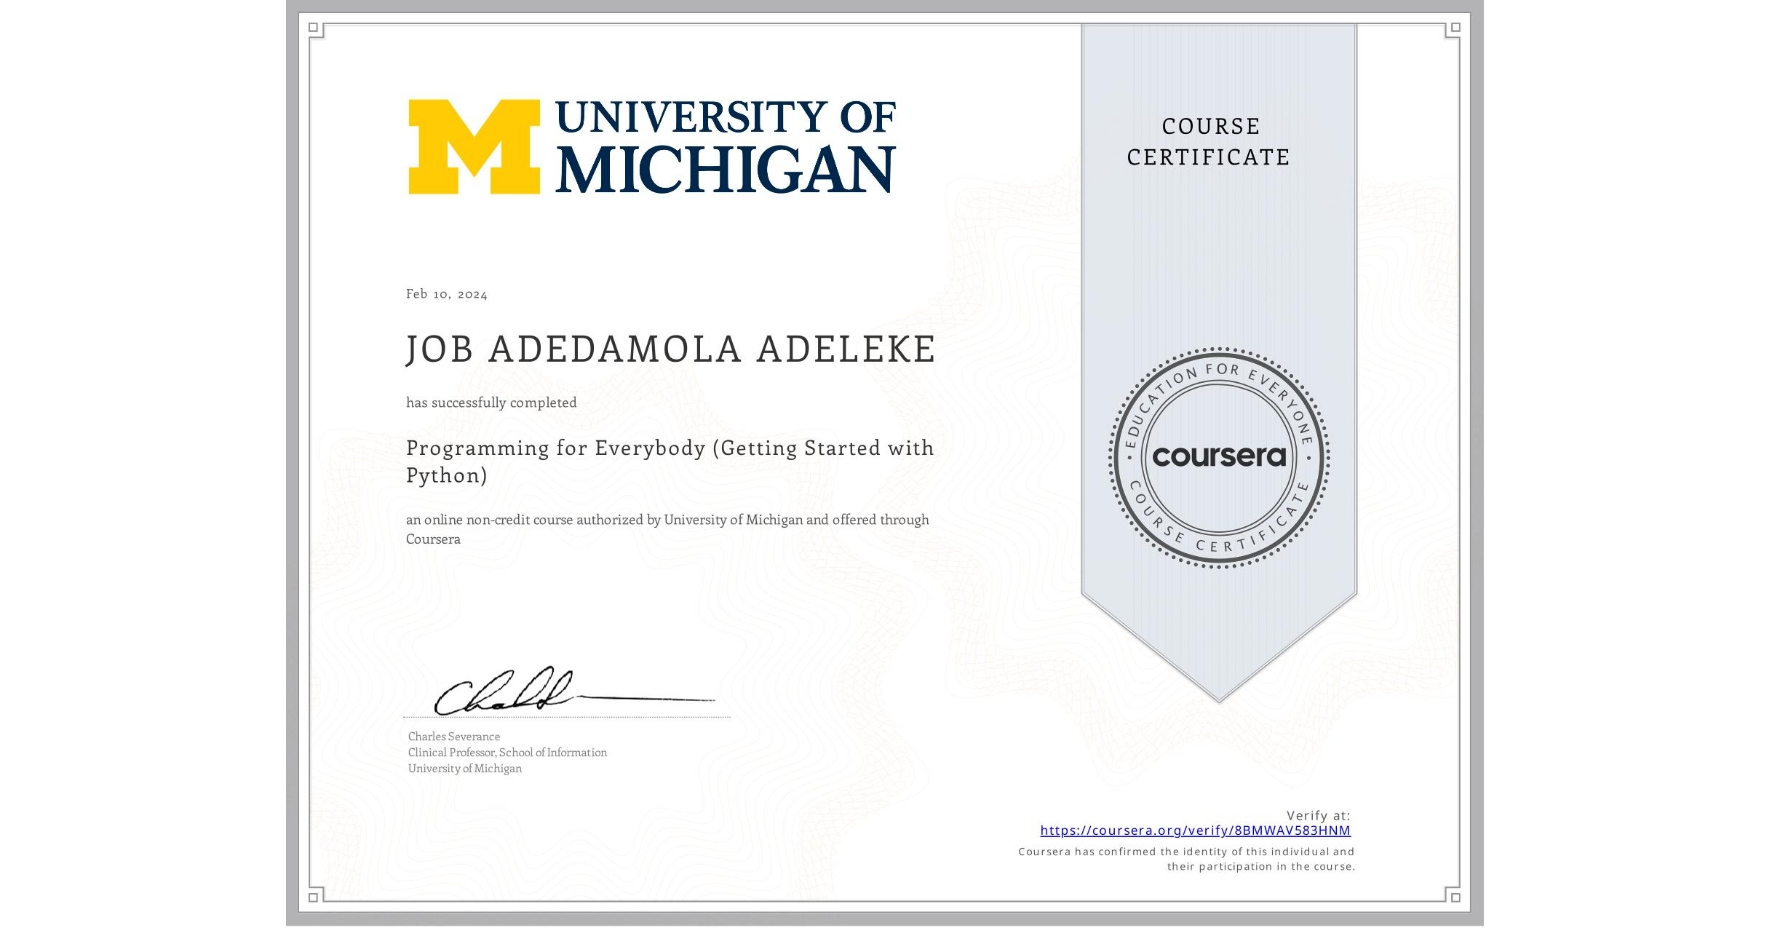 UNIVERSITY OF
MICHIGAN
COURSE
CERTIFICATE
Feb 10, 2024
JOB ADEDAMOLA ADELEKE
has successfully completed
Programming for Everybody (Getting Started with
Python)
an online non-credit course authorized by University of Michigan and offered through
Coursera
EDUCATION FOR EVERYONE
coursera
COURSE CERTIFICATE
Charles Severance
Clinical Professor, School of Information
University of Michigan
Verify at:
https://coursera.org/verify/8BMWAV583HNM
Coursera has confirmed the identity of this individual and
their participation in the course.